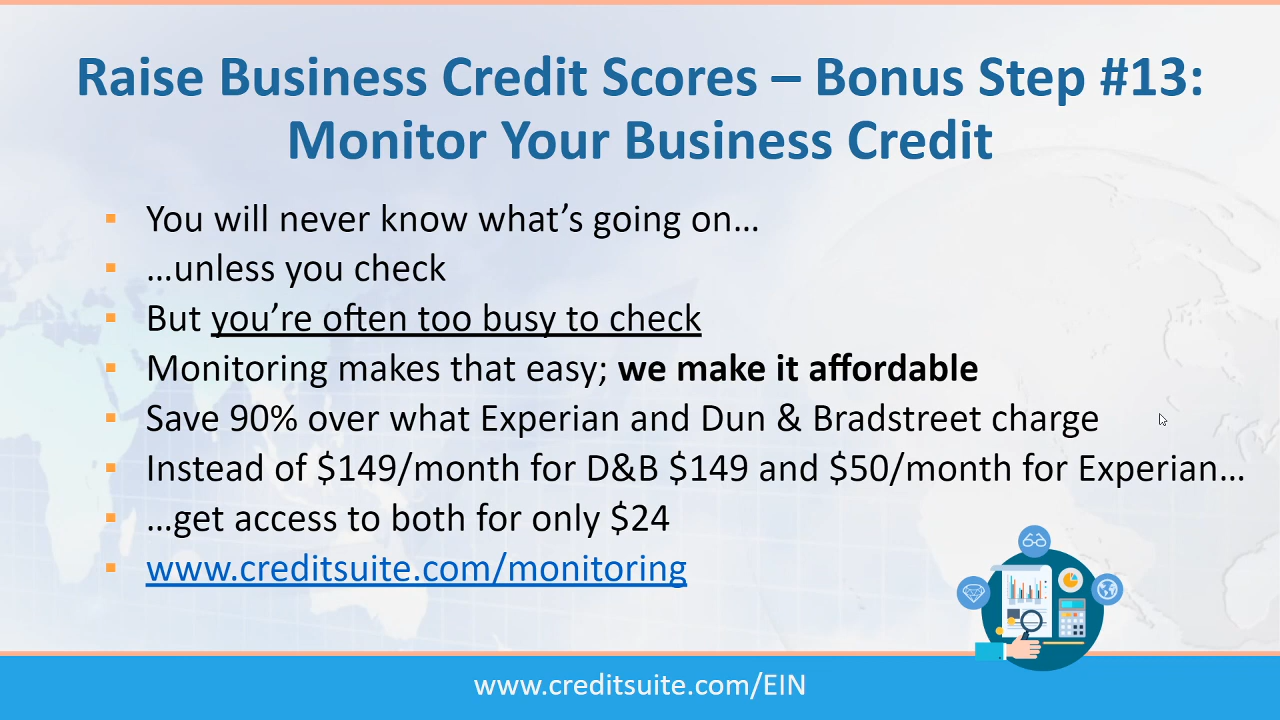 Raise Business Credit Scores – Bonus Step #13:
Monitor Your Business Credit
You will never know what’s going on…
…unless you check
But you’re often too busy to check
Monitoring makes that easy; we make it affordable
Save 90% over what Experian and Dun & Bradstreet charge
Instead of $149/month for D&B $149 and $50/month for Experian…
…get access to both for only $24
www.creditsuite.com/monitoring
www.creditsuite.com/EIN